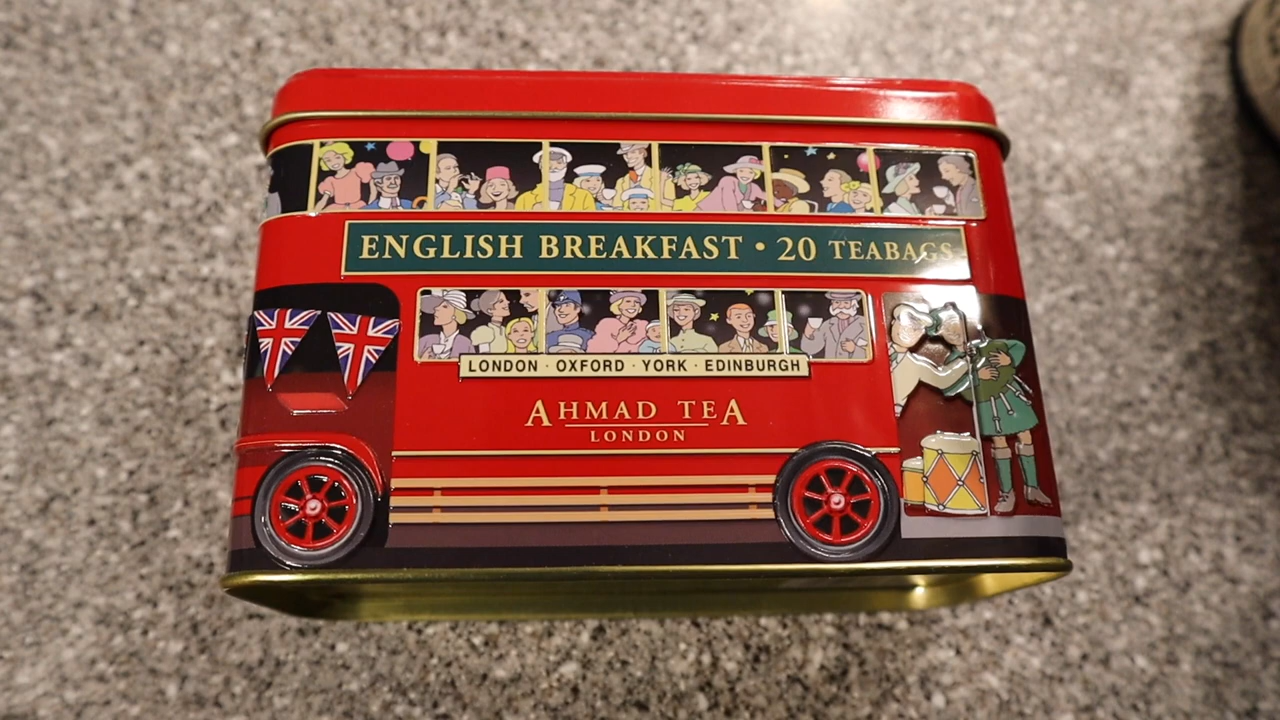 ENGLISH BREAKFAST • 20 TEABAGS
LONDON · OXFORD · YORK · EDINBURGH
AHMAD TEA
LONDON